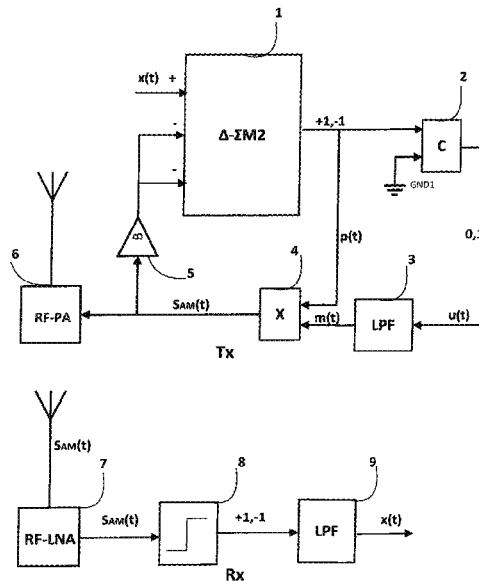 1
2
x(t) +
Δ-ΣM2
+1,-1
-
C
-
GND1
B
p(t)
0,1
6
5
4
3
RF-PA
SAM(t)
X
m(t)
LPF
u(t)
Tx
SAM(t)
7
8
9
RF-LNA
SAM(t)
+1,-1
LPF
x(t)
Rx